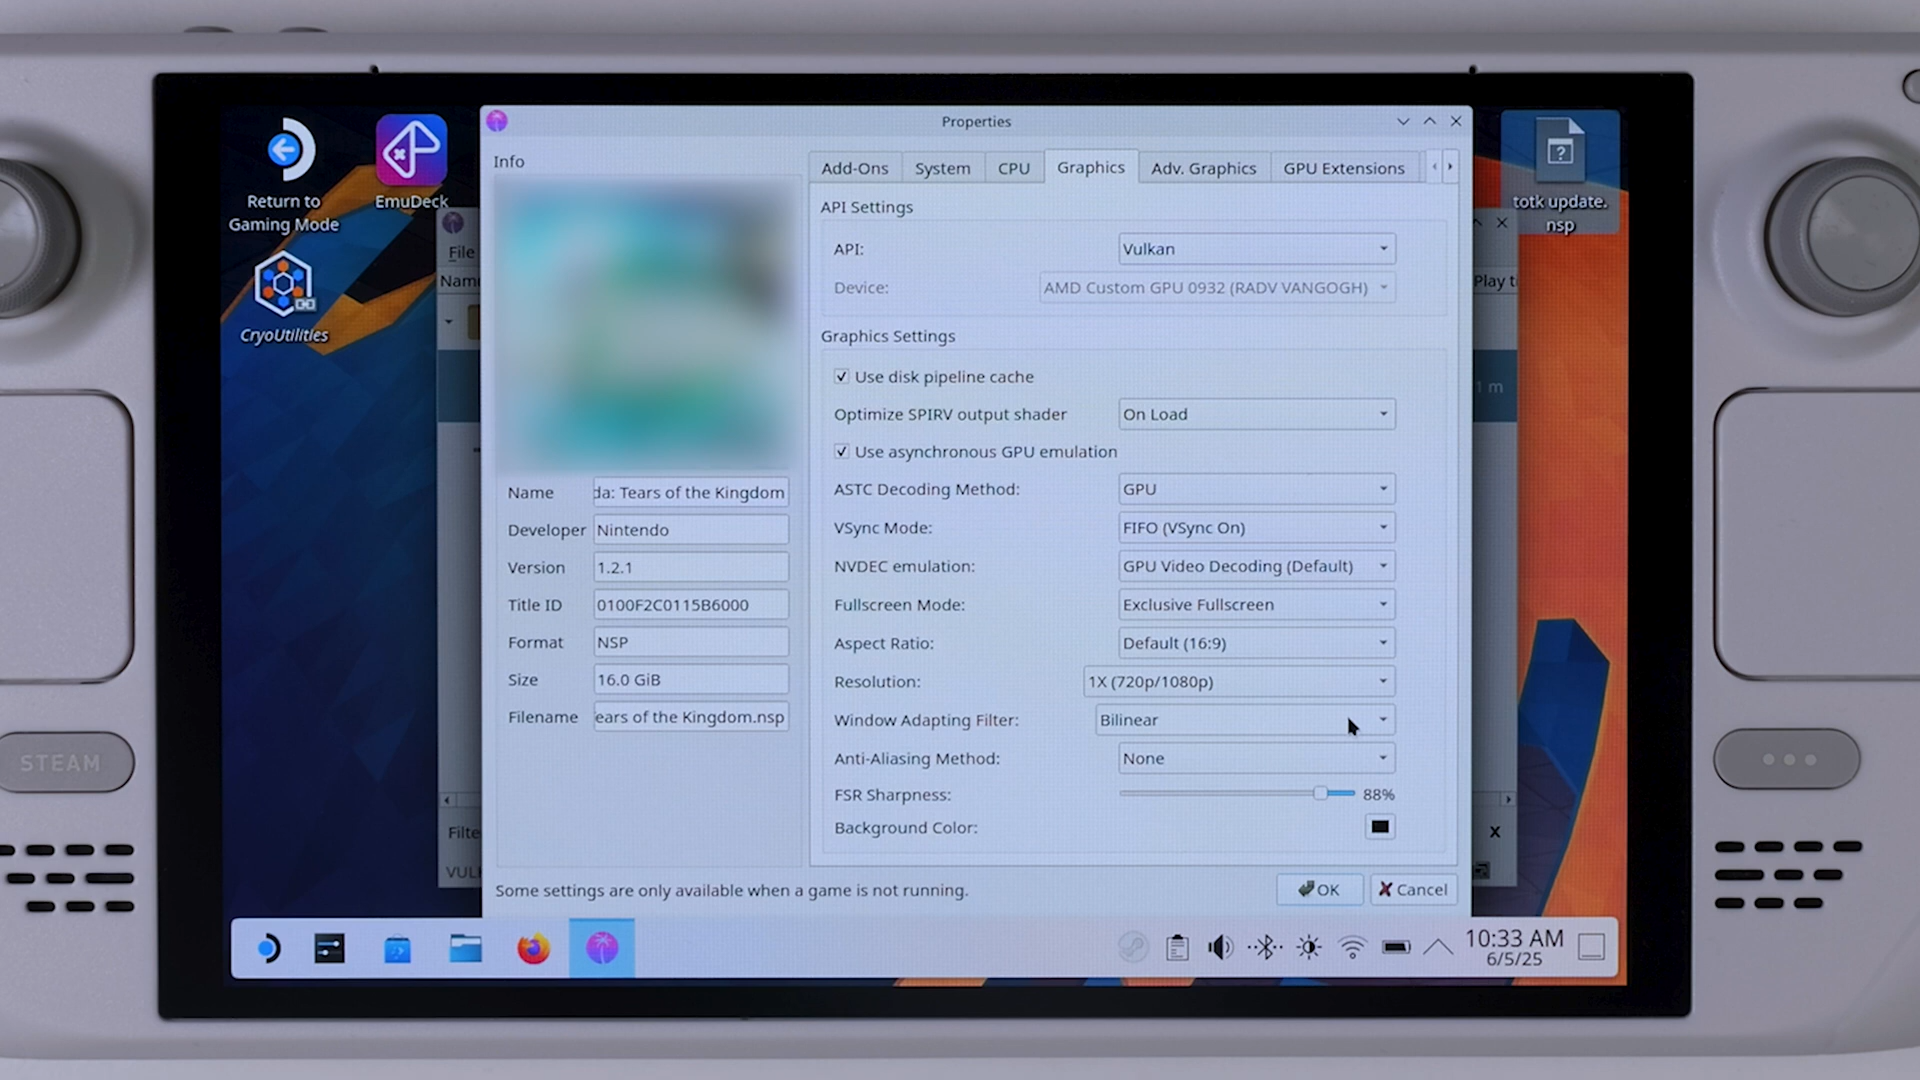 Return to
Gaming Mode
EmuDeck
CryoUtilities
File
Play t
1 m
VUL
x
totk update.
nsp
Properties
Info
Name
da: Tears of the Kingdom
Developer
Nintendo
Version
1.2.1
Title ID
0100F2C0115B6000
Format
NSP
Size
16.0 GiB
Filename
ears of the Kingdom.nsp
Add-Ons
System
CPU
Graphics
Adv. Graphics
GPU Extensions
API Settings
API:
Vulkan
Device:
AMD Custom GPU 0932 (RADV VANGOGH)
Graphics Settings
Use disk pipeline cache
Optimize SPIRV output shader
On Load
Use asynchronous GPU emulation
ASTC Decoding Method:
GPU
VSync Mode:
FIFO (VSync On)
NVDEC emulation:
GPU Video Decoding (Default)
Fullscreen Mode:
Exclusive Fullscreen
Aspect Ratio:
Default (16:9)
Resolution:
1X (720p/1080p)
Window Adapting Filter:
Bilinear
Anti-Aliasing Method:
None
FSR Sharpness:
88%
Background Color:
Some settings are only available when a game is not running.
OK
Cancel
10:33 AM
6/5/25
STEAM